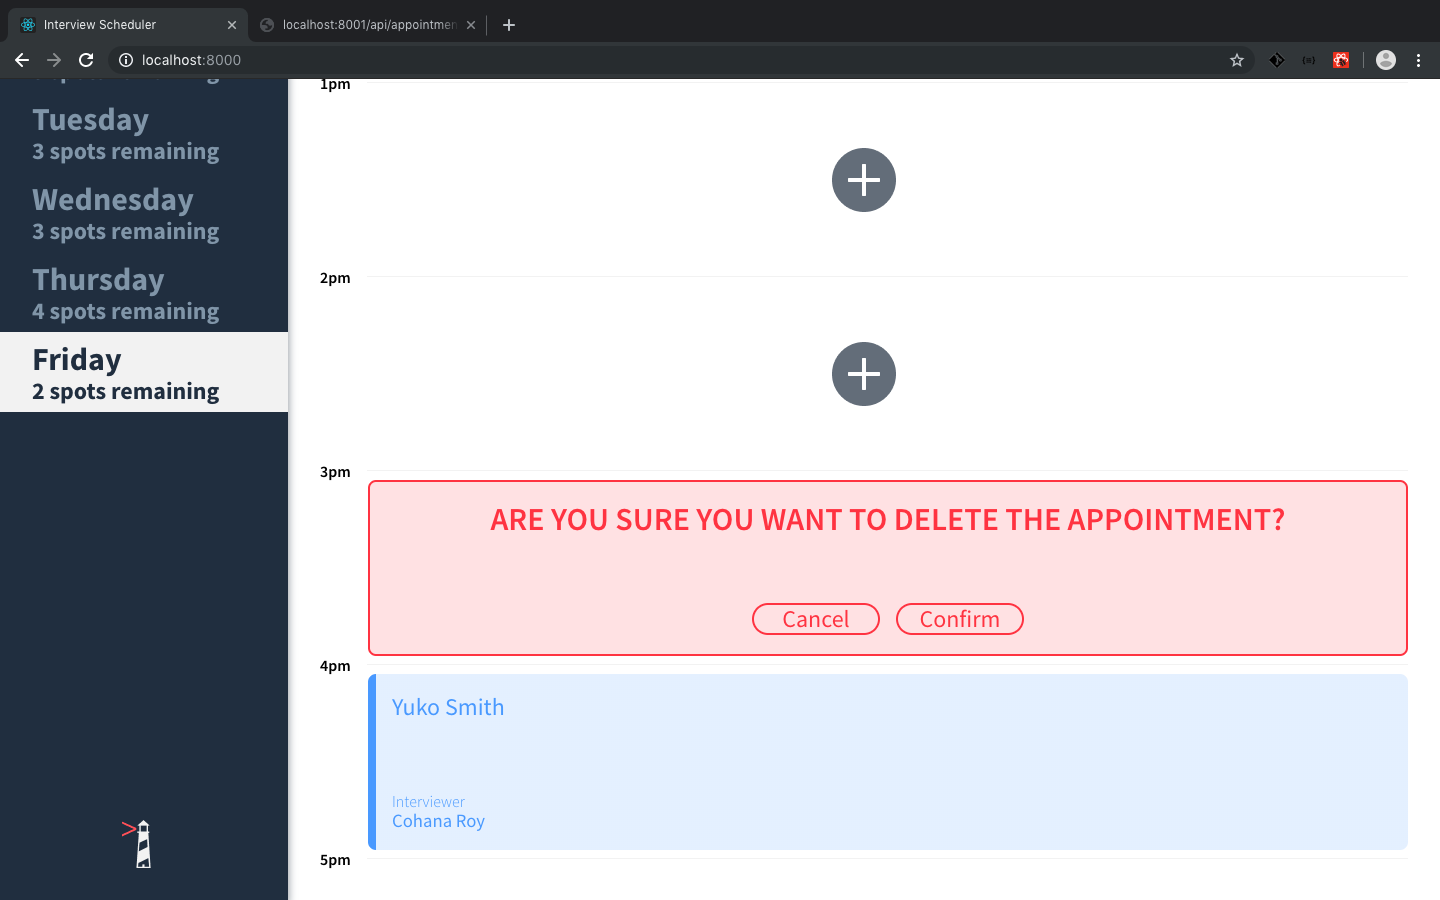 Interview Scheduler
localhost:8001/api/appointmen
localhost:8000
Tuesday
3 spots remaining
Wednesday
3 spots remaining
Thursday
4 spots remaining
Friday
2 spots remaining
1pm
2pm
3pm
ARE YOU SURE YOU WANT TO DELETE THE APPOINTMENT?
Cancel Confirm
4pm
Yuko Smith
Interviewer
Cohana Roy
5pm